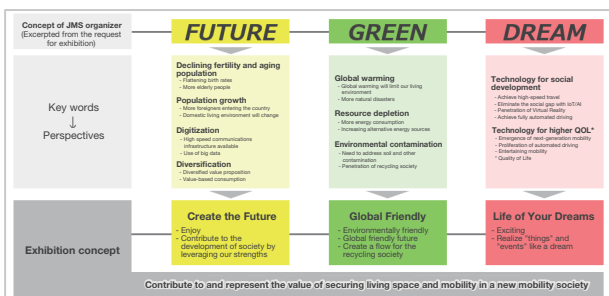 Concept of JMS organizer
(Excerpted from the request
for exhibition)
FUTURE
GREEN
DREAM
Key words
↓
Perspectives
Declining fertility and aging
population
- Flattening birth rates
- More elderly people
Population growth
- More foreigners entering the country
- Domestic living environment will change
Digitization
- High speed communications
infrastructure available
- Use of big data
Diversification
- Diversified value proposition
- Value-based consumption
Global warming
- Global warming will limit our living
environment
- More natural disasters
Resource depletion
- More energy consumption
- Increasing alternative energy sources
Environmental contamination
- Need to address soil and other
contamination
- Penetration of recycling society
Technology for social
development
- Achieve high-speed travel
- Eliminate the social gap with IoT/AI
- Penetration of Virtual Reality
- Achieve fully automated driving
Technology for higher QOL*
- Emergence of next-generation mobility
- Proliferation of automated driving
- Entertaining mobility
* Quality of Life
Exhibition concept
Create the Future
- Enjoy
- Contribute to the
development of society by
leveraging our strengths
Global Friendly
- Environmentally friendly
- Global friendly future
- Create a flow for the
recycling society
Life of Your Dreams
- Exciting
- Realize "things" and
"events" like a dream
Contribute to and represent the value of securing living space and mobility in a new mobility society